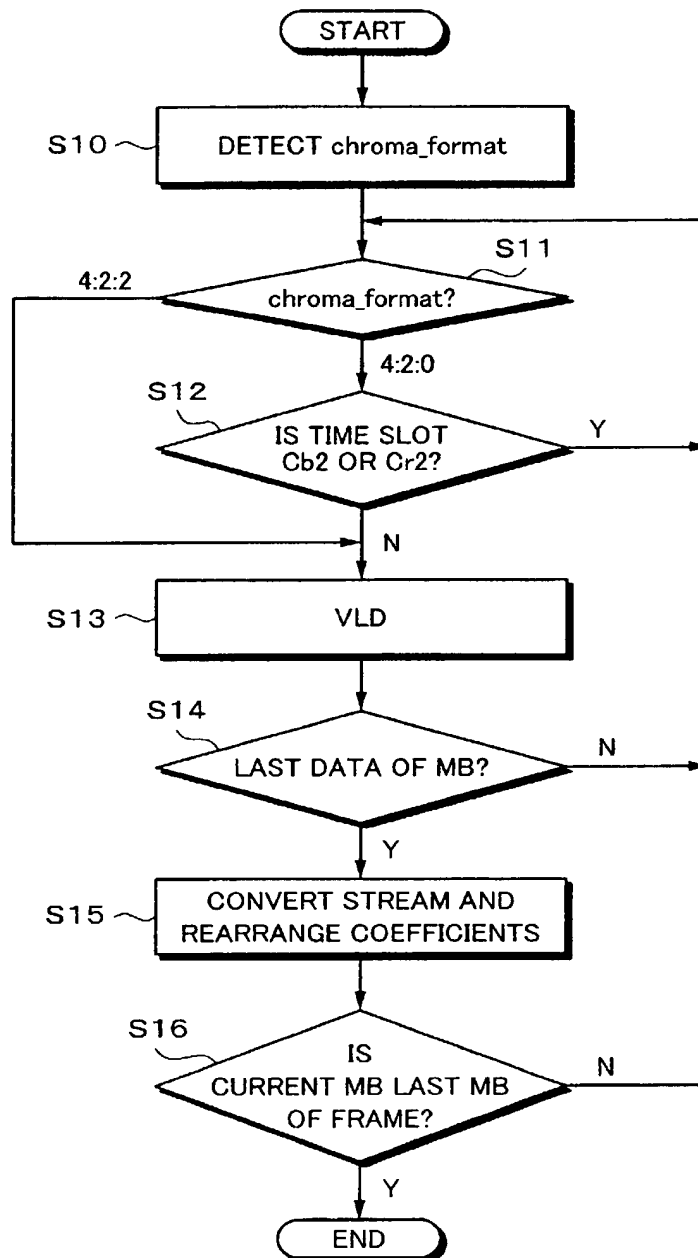 START
S10
DETECT chroma_format
S11
4:2:2
chroma_format?
4:2:0
S12
IS TIME SLOT
Cb2 OR Cr2?
Y
N
S13
VLD
S14
LAST DATA OF MB?
N
Y
S15
CONVERT STREAM AND
REARRANGE COEFFICIENTS
S16
IS
CURRENT MB LAST MB
OF FRAME?
N
Y
END